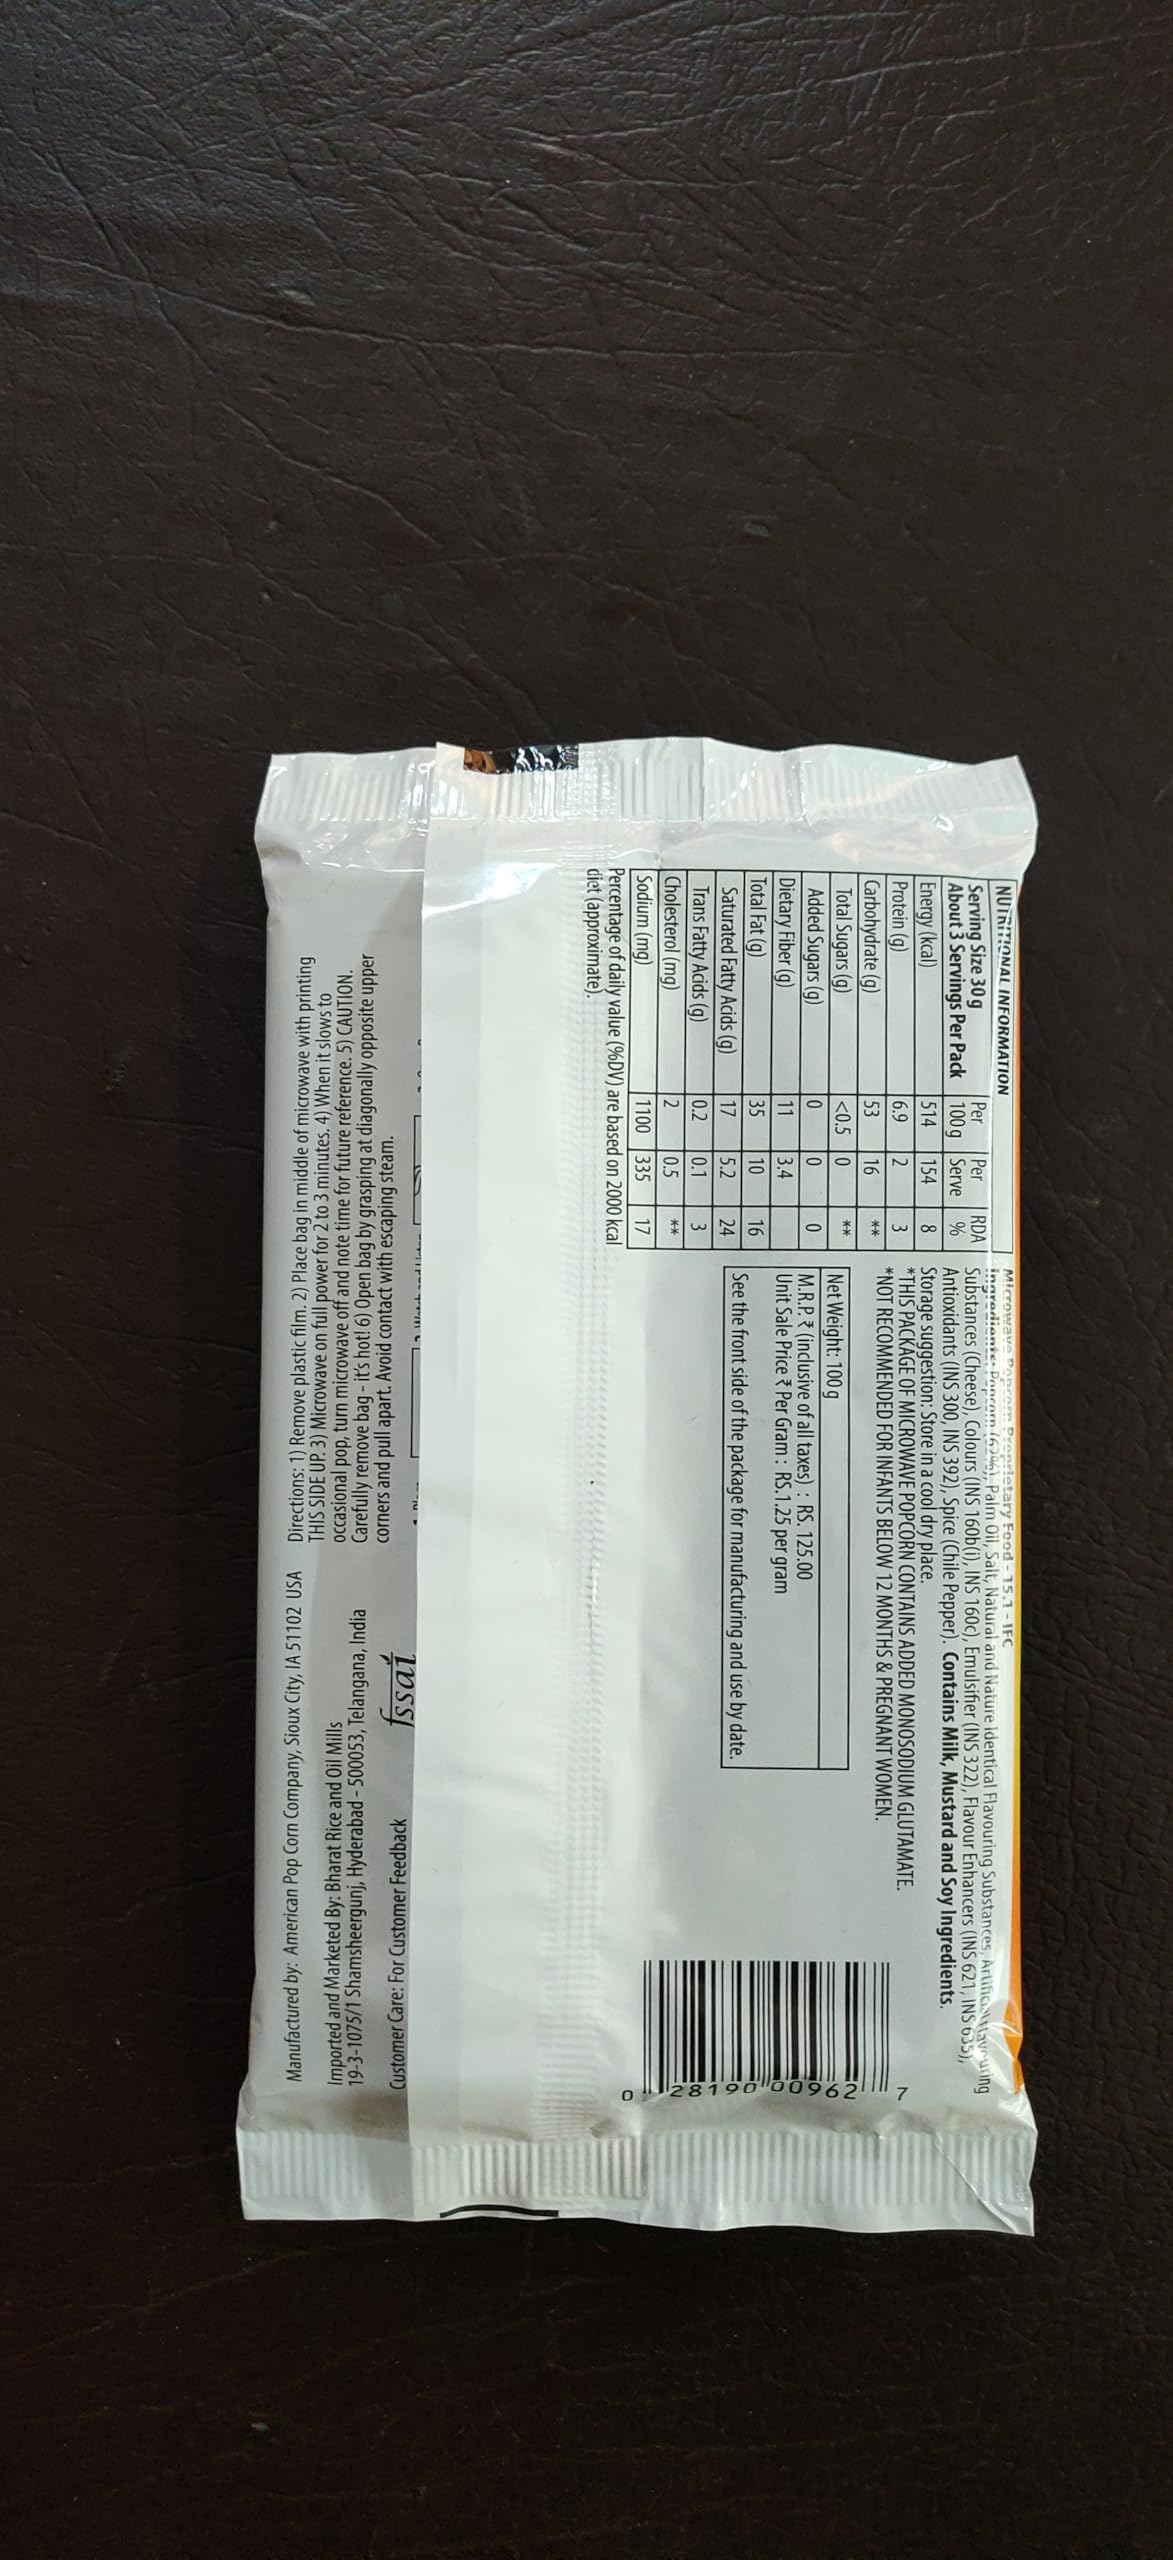 NUTRITIONAL INFORMATION
Serving Size 30 g
About 3 Servings Per Pack Per 100g Per Serve RDA %
Energy (kcal) 514 154 8
Protein (g) 6.9 2 3
Carbohydrate (g) 53 16 **
Total Sugars (g) <0.5 0 **
Added Sugars (g) 0 0 0
Dietary Fiber (g) 11 3.4
Total Fat (g) 35 10 16
Saturated Fatty Acids (g) 17 5.2 24
Trans Fatty Acids (g) 0.2 0.1 3
Cholesterol (mg) 2 0.5 **
Sodium (mg) 1100 335 17
Percentage of daily value (%DV) are based on 2000 kcal
diet (approximate).
Microwave Popcorn Proprietary Food - 15.1 - IFC
Ingredients: Popcorn (62%), Palm Oil, Salt, Natural and Nature Identical Flavouring Substances, Artificial Flavouring
Substances (Cheese), Colours (INS 160b(i), INS 160c), Emulsifier (INS 322), Flavour Enhancers (INS 621, INS 635),
Antioxidants (INS 300, INS 392), Spice (Chile Pepper). Contains Milk, Mustard and Soy Ingredients.
Storage suggestion: Store in a cool dry place.
*THIS PACKAGE OF MICROWAVE POPCORN CONTAINS ADDED MONOSODIUM GLUTAMATE.
*NOT RECOMMENDED FOR INFANTS BELOW 12 MONTHS & PREGNANT WOMEN.
Net Weight: 100 g
M.R.P. ₹ (inclusive of all taxes) : RS. 125.00
Unit Sale Price ₹ Per Gram : RS.1.25 per gram
See the front side of the package for manufacturing and use by date.
0 28190 00962 7
Directions: 1) Remove plastic film. 2) Place bag in middle of microwave with printing
THIS SIDE UP. 3) Microwave on full power for 2 to 3 minutes. 4) When it slows to
occasional pop, turn microwave off and note time for future reference. 5) CAUTION.
Carefully remove bag - it's hot! 6) Open bag by grasping at diagonally opposite upper
corners and pull apart. Avoid contact with escaping steam.
Manufactured by: American Pop Corn Company, Sioux City, IA 51102 USA
Imported and Marketed By: Bharat Rice and Oil Mills
19-3-1075/1 Shamsheergunj, Hyderabad - 500053, Telangana, India
fssai
Customer Care: For Customer Feedback